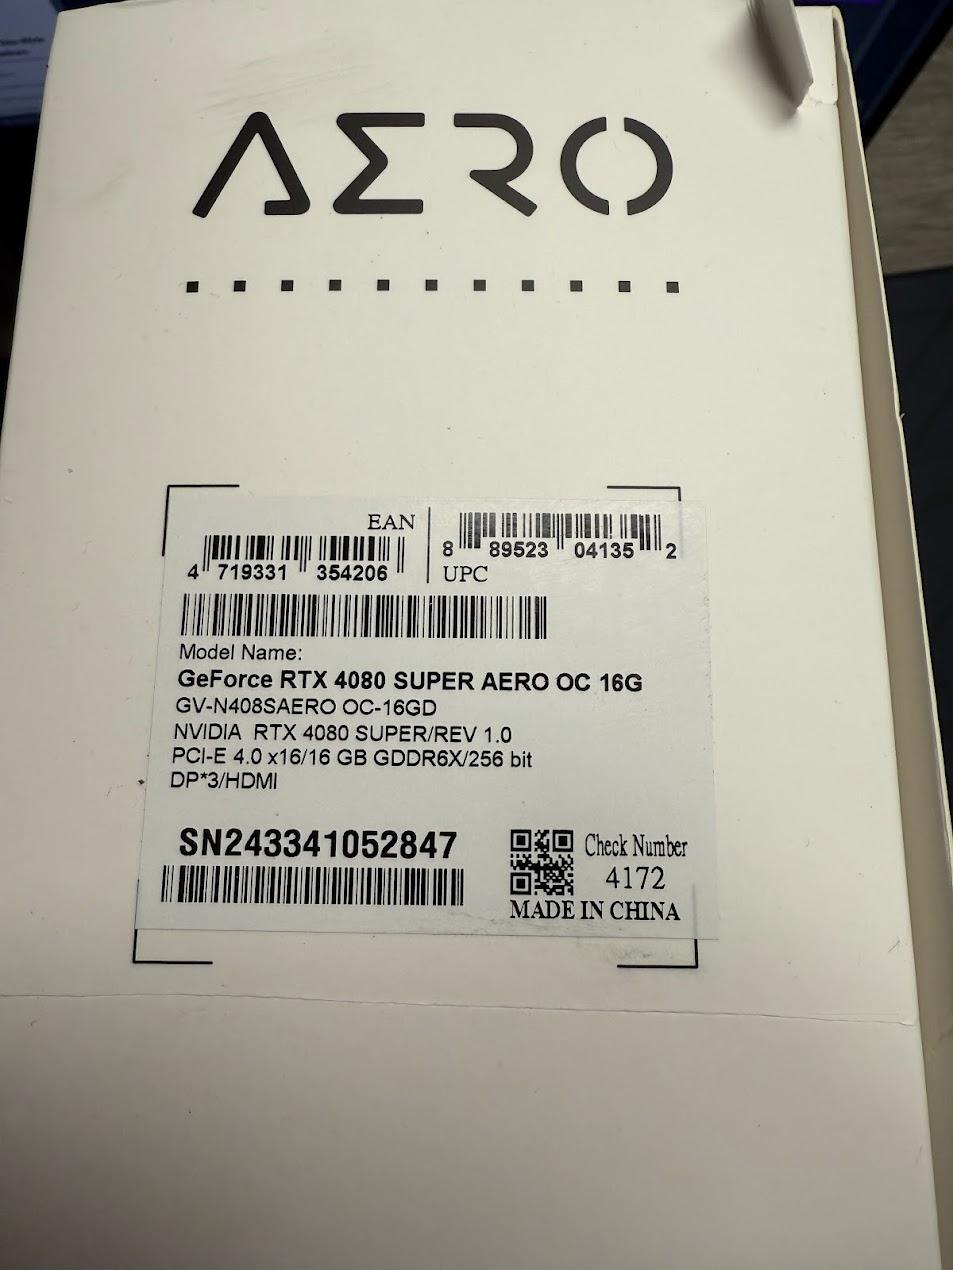 AERO
EAN
4 719331 354206
8 89523 04135 2
UPC
Model Name:
GeForce RTX 4080 SUPER AERO OC 16G
GV-N408SAERO OC-16GD
NVIDIA RTX 4080 SUPER/REV 1.0
PCI-E 4.0 x16/16 GB GDDR6X/256 bit
DP*3/HDMI
SN243341052847
Check Number
4172
MADE IN CHINA